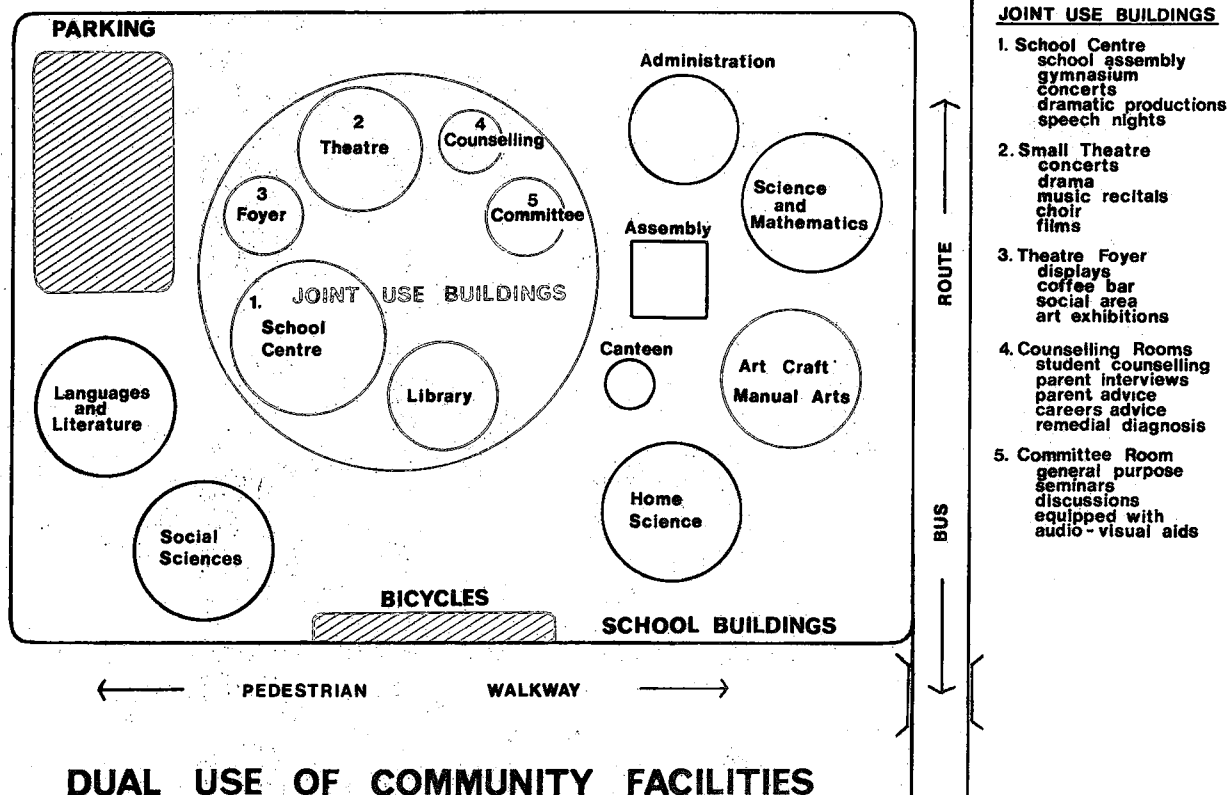 PARKING
2
Theatre
4
Counselling
3
Foyer
5
Committee
JOINT USE BUILDINGS
1.
School
Centre
Library
Administration
Science
and
Mathematics
Assembly
Canteen
Art Craft
Manual Arts
Home
Science
Languages
and
Literature
Social
Sciences
BICYCLES
SCHOOL BUILDINGS
PEDESTRIAN WALKWAY
BUS ROUTE
DUAL USE OF COMMUNITY FACILITIES
JOINT USE BUILDINGS
1. School Centre
school assembly
gymnasium
concerts
dramatic productions
speech nights
2. Small Theatre
concerts
drama
music recitals
choir
films
3. Theatre Foyer
displays
coffee bar
social area
art exhibitions
4. Counselling Rooms
student counselling
parent interviews
parent advice
careers advice
remedial diagnosis
5. Committee Room
general purpose
seminars
discussions
equipped with
audio-visual aids